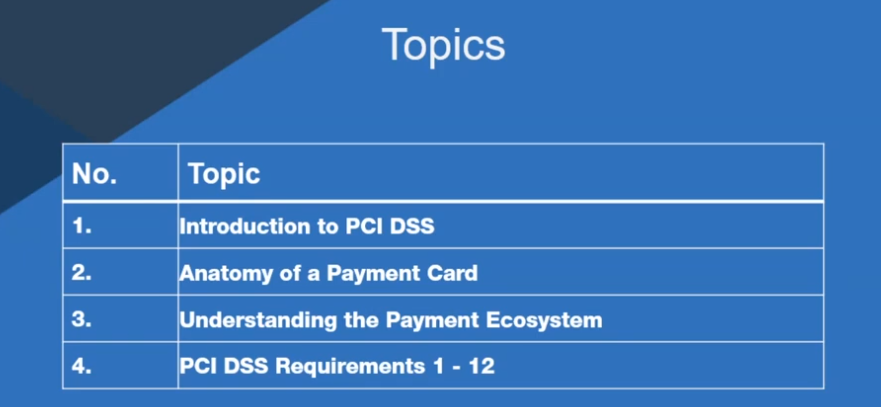 Topics
No. Topic
1. Introduction to PCI DSS
2. Anatomy of a Payment Card
3. Understanding the Payment Ecosystem
4. PCI DSS Requirements 1 - 12